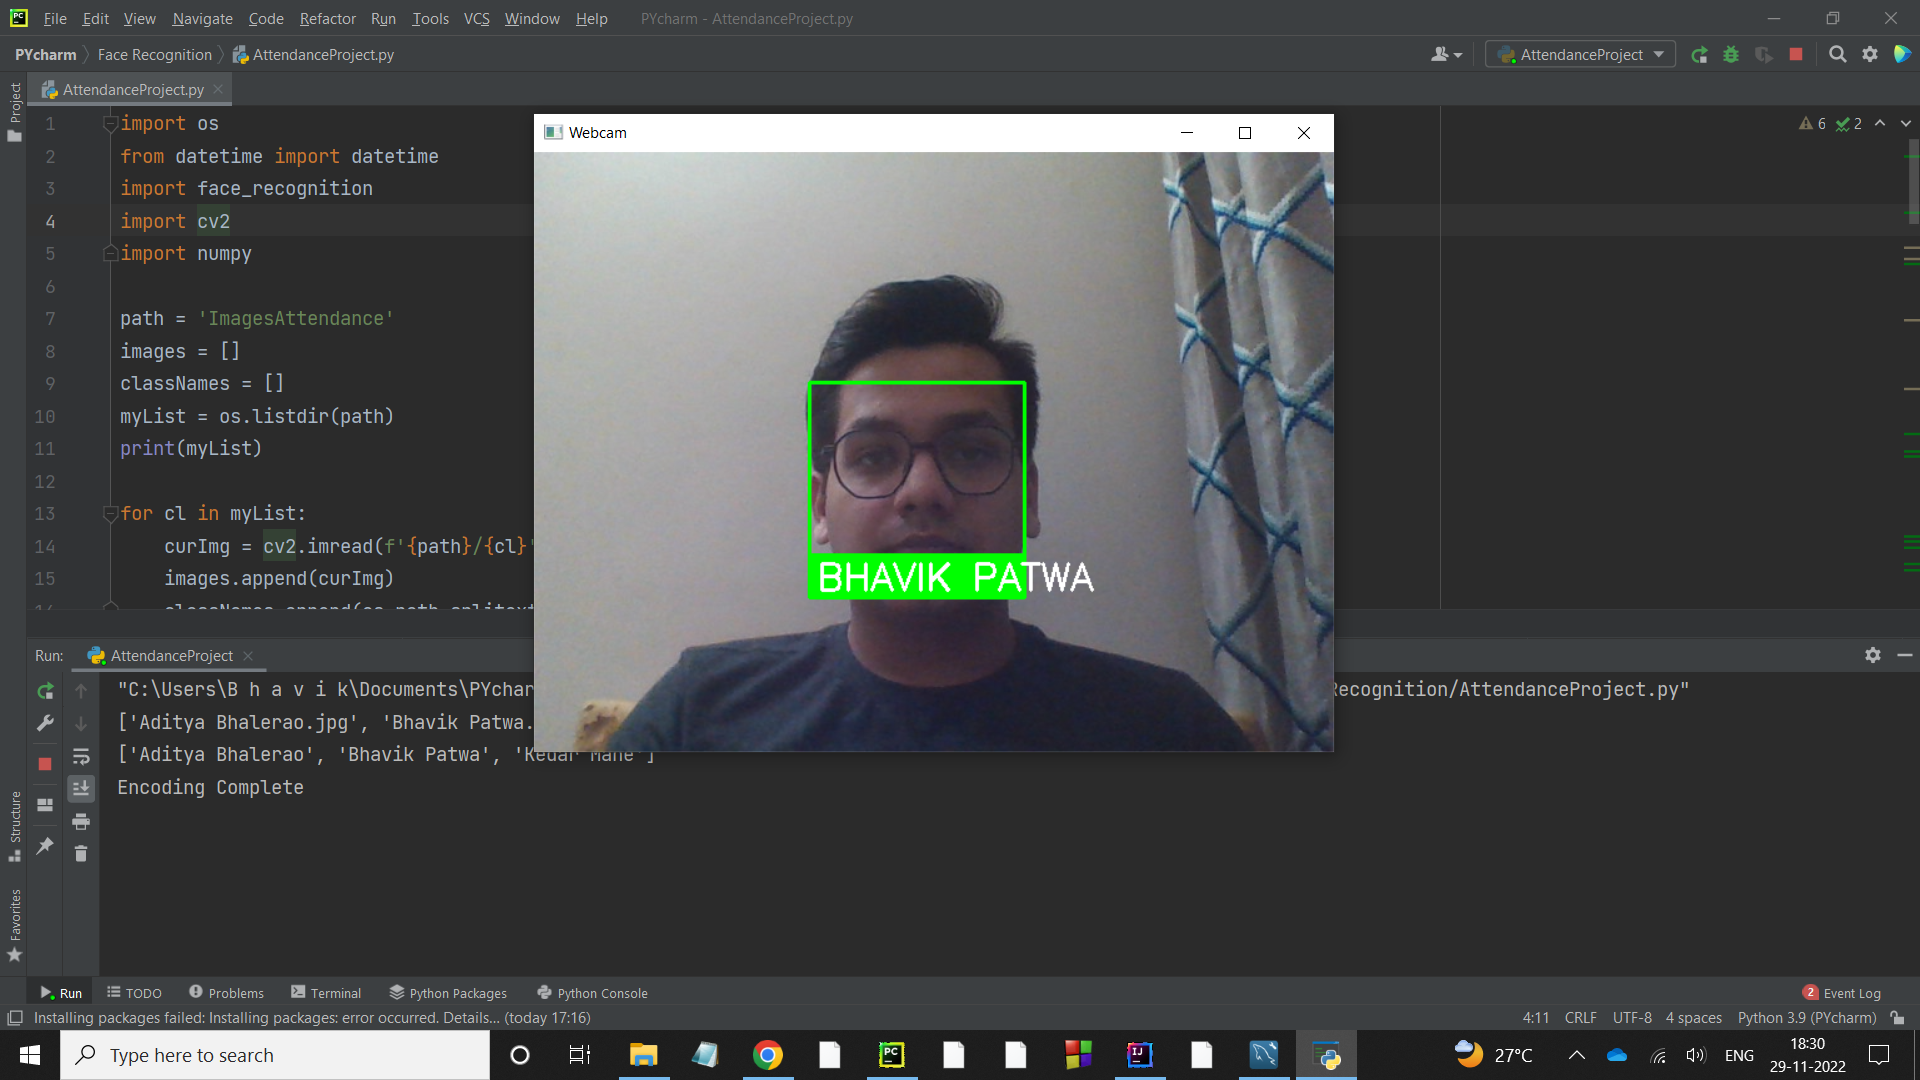 File Edit View Navigate Code Refactor Run Tools VCS Window Help PYcharm - AttendanceProject.py
PYcharm Face Recognition AttendanceProject.py AttendanceProject
AttendanceProject.py
Project
1 import os
2 from datetime import datetime
3 import face_recognition
4 import cv2
5 import numpy
6
7 path = 'ImagesAttendance'
8 images = []
9 classNames = []
10 myList = os.listdir(path)
11 print(myList)
12
13 for cl in myList:
14 curImg = cv2.imread(f'{path}/{cl}'
15 images.append(curImg)
6 2
Webcam
BHAVIK PATWA
Run: AttendanceProject
"C:\Users\B h a v i k\Documents\PYchar
Recognition/AttendanceProject.py"
['Aditya Bhalerao.jpg', 'Bhavik Patwa.
['Aditya Bhalerao', 'Bhavik Patwa', 'Kedar Mane']
Encoding Complete
Structure
Favorites
Run TODO Problems Terminal Python Packages Python Console 2 Event Log
Installing packages failed: Installing packages: error occurred. Details... (today 17:16) 4:11 CRLF UTF-8 4 spaces Python 3.9 (PYcharm)
Type here to search 27°C ENG
18:30
29-11-2022